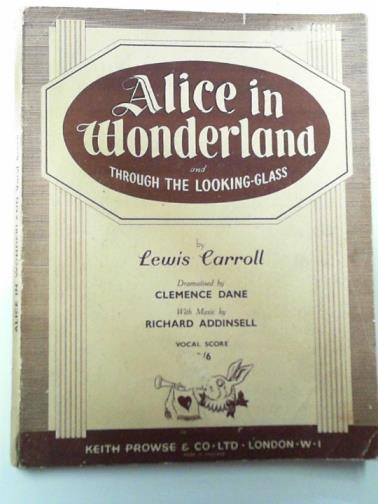 Alice in
Wonderland
and
THROUGH THE LOOKING-GLASS
by
Lewis Carroll
Dramatised by
CLEMENCE DANE
With Music by
RICHARD ADDINSELL
VOCAL SCORE
/6
KEITH PROWSE & CO • LTD • LONDON • W • I